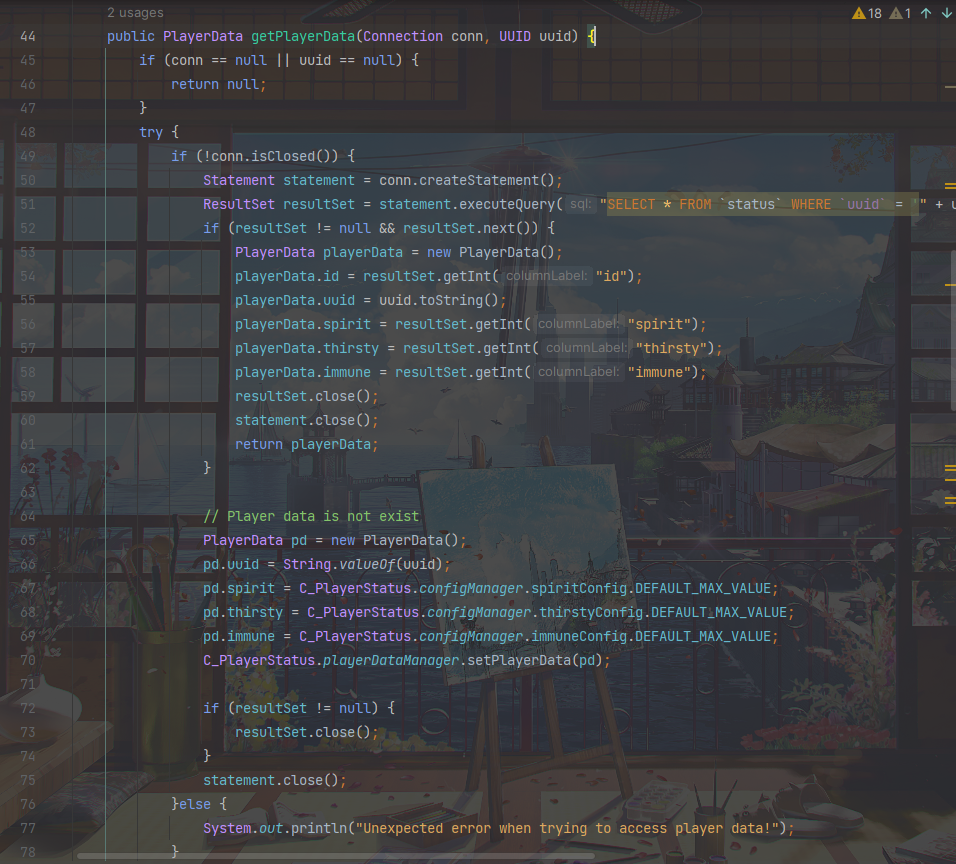 2 usages
18 1
44 public PlayerData getPlayerData(Connection conn, UUID uuid) {
45 if (conn == null || uuid == null) {
46 return null;
47 }
48 try {
49 if (!conn.isClosed()) {
50 Statement statement = conn.createStatement();
51 ResultSet resultSet = statement.executeQuery( sql: "SELECT * FROM `status` WHERE `uuid` = '" + u
52 if (resultSet != null && resultSet.next()) {
53 PlayerData playerData = new PlayerData();
54 playerData.id = resultSet.getInt( columnLabel: "id");
55 playerData.uuid = uuid.toString();
56 playerData.spirit = resultSet.getInt( columnLabel: "spirit");
57 playerData.thirsty = resultSet.getInt( columnLabel: "thirsty");
58 playerData.immune = resultSet.getInt( columnLabel: "immune");
59 resultSet.close();
60 statement.close();
61 return playerData;
62 }
63
64 // Player data is not exist
65 PlayerData pd = new PlayerData();
66 pd.uuid = String.valueOf(uuid);
67 pd.spirit = C_PlayerStatus.configManager.spiritConfig.DEFAULT_MAX_VALUE;
68 pd.thirsty = C_PlayerStatus.configManager.thirstyConfig.DEFAULT_MAX_VALUE;
69 pd.immune = C_PlayerStatus.configManager.immuneConfig.DEFAULT_MAX_VALUE;
70 C_PlayerStatus.playerDataManager.setPlayerData(pd);
71
72 if (resultSet != null) {
73 resultSet.close();
74 }
75 statement.close();
76 }else {
77 System.out.println("Unexpected error when trying to access player data!");
78 }